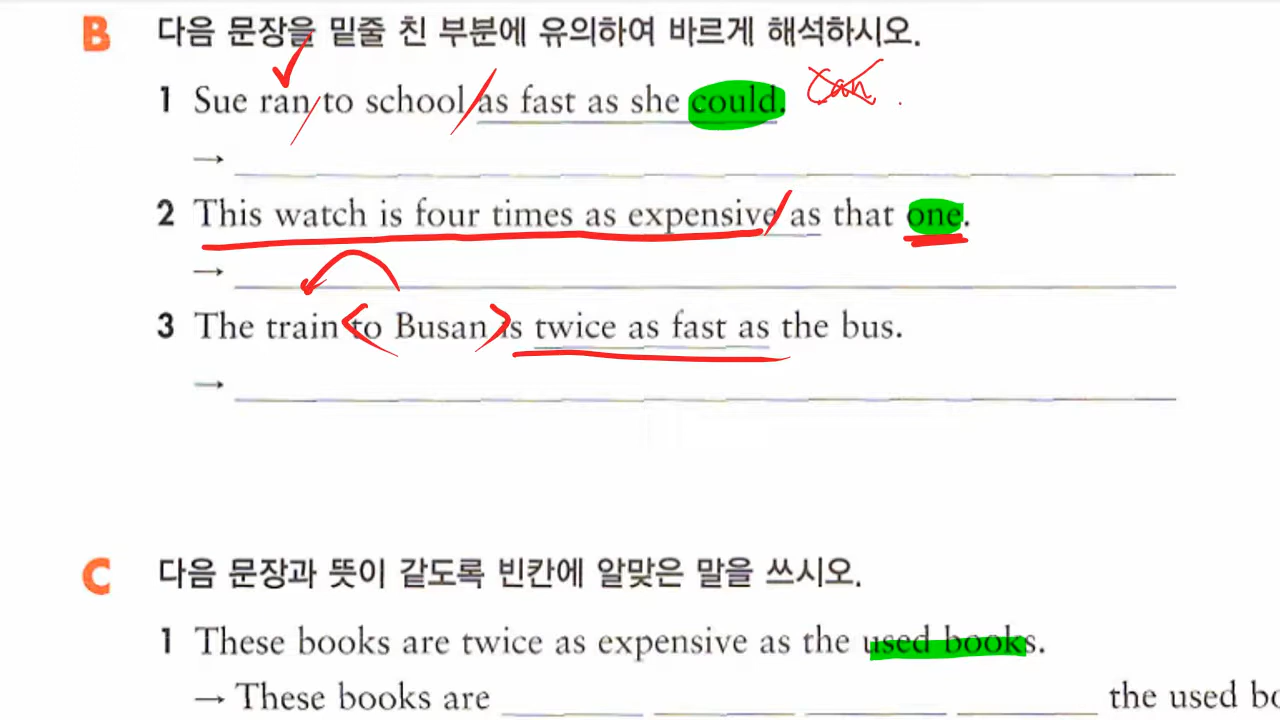 B 다음 문장을 밑줄 친 부분에 유의하여 바르게 해석하시오.
1 Sue ran to school as fast as she could. can
→
2 This watch is four times as expensive as that one.
→
3 The train to Busan is twice as fast as the bus.
→
C 다음 문장과 뜻이 같도록 빈칸에 알맞은 말을 쓰시오.
1 These books are twice as expensive as the used books.
→ These books are the used bo